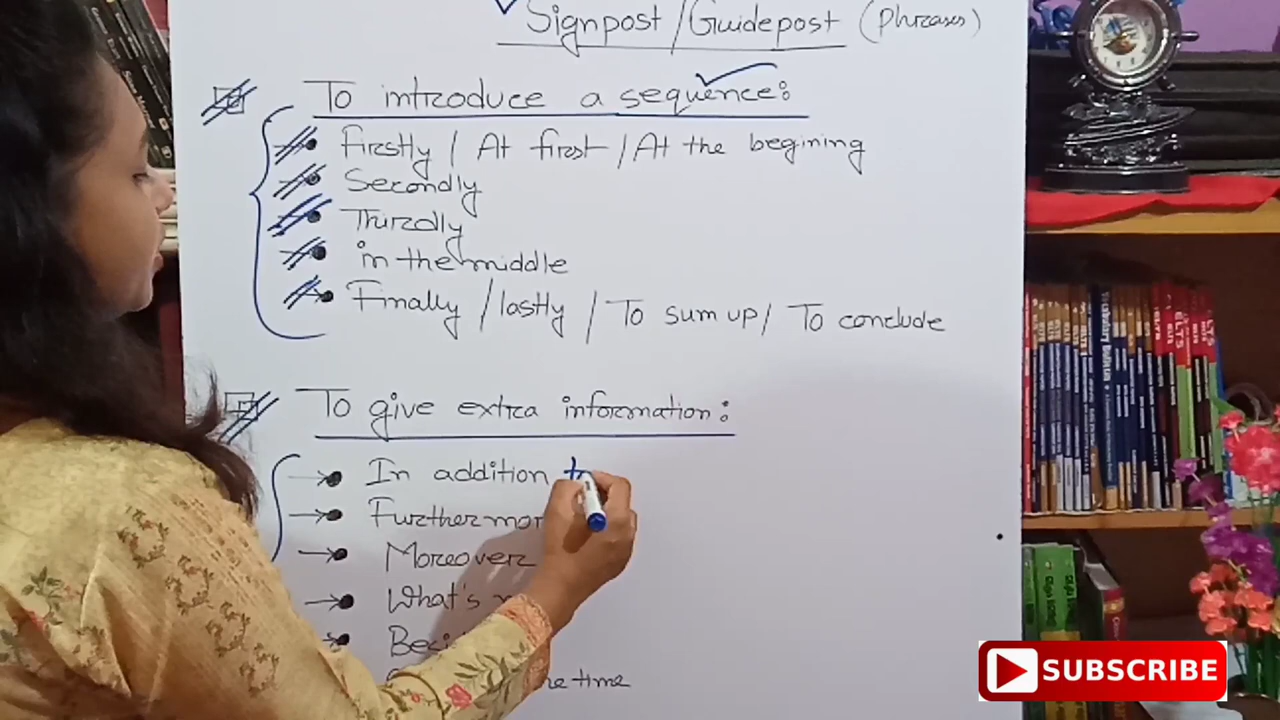 Signpost / Guidepost (phrases)
To introduce a sequence:
Firstly / At first / At the begining
Secondly
Thirdly
in the middle
Finally / lastly / To sum up / To conclude
To give extra information:
In addition to
Furthermor
Moreover
What's
time
SUBSCRIBE